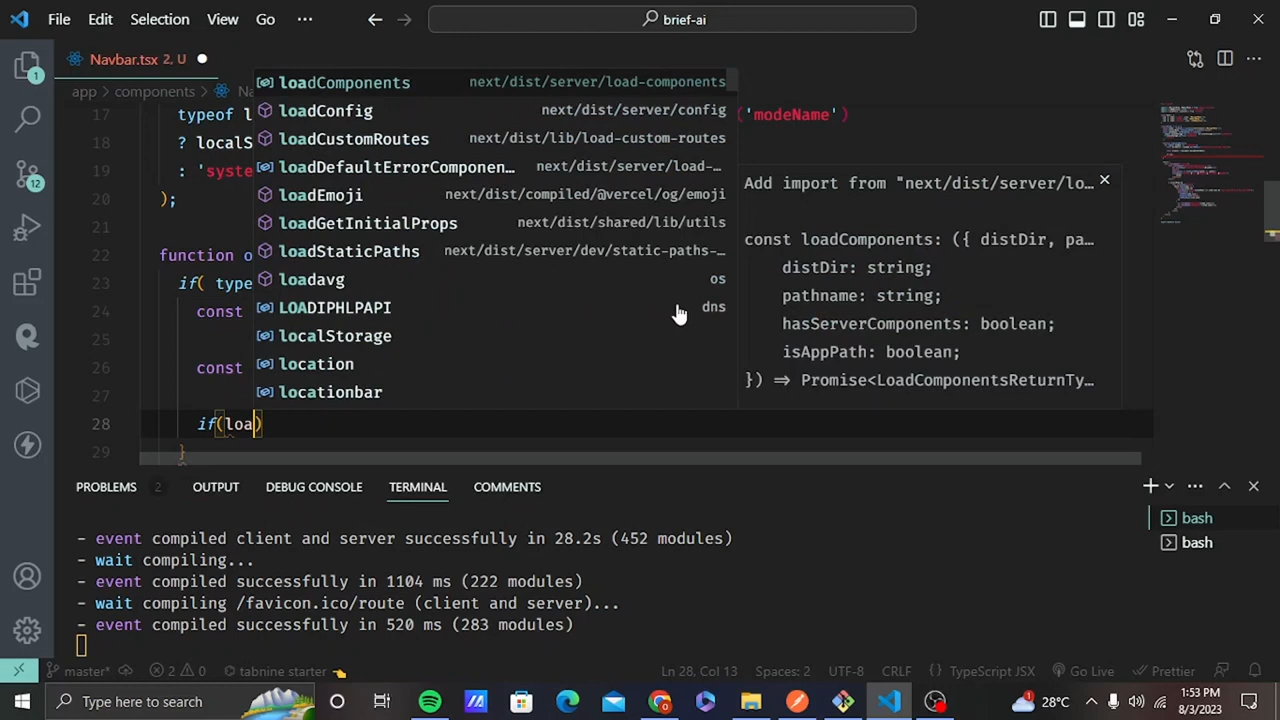 File Edit Selection View Go ··· brief-ai
Navbar.tsx 2, U
app > components >
17 typeof l ('modeName')
18 ? localS
19 : 'syste
20 );
21
22 function o
23 if( type
24 const
25
26 const
27
28 if(loa)
29 }
loadComponents next/dist/server/load-components
loadConfig next/dist/server/config
loadCustomRoutes next/dist/lib/load-custom-routes
loadDefaultErrorCompo… next/dist/server/load-…
loadEmoji next/dist/compiled/@vercel/og/emoji
loadGetInitialProps next/dist/shared/lib/utils
loadStaticPaths next/dist/server/dev/static-paths-…
loadavg os
LOADIPHLPAPI dns
localStorage
location
locationbar
Add import from "next/dist/server/lo…
const loadComponents: ({ distDir, pa…
distDir: string;
pathname: string;
hasServerComponents: boolean;
isAppPath: boolean;
}) => Promise<LoadComponentsReturnTy…
PROBLEMS 2 OUTPUT DEBUG CONSOLE TERMINAL COMMENTS
- event compiled client and server successfully in 28.2s (452 modules)
- wait compiling...
- event compiled successfully in 1104 ms (222 modules)
- wait compiling /favicon.ico/route (client and server)...
- event compiled successfully in 520 ms (283 modules)
bash
bash
1
12
master* 2 0 tabnine starter Ln 28, Col 13 Spaces: 2 UTF-8 CRLF {} TypeScript JSX Go Live Prettier
Type here to search 28°C 1:53 PM
8/3/2023